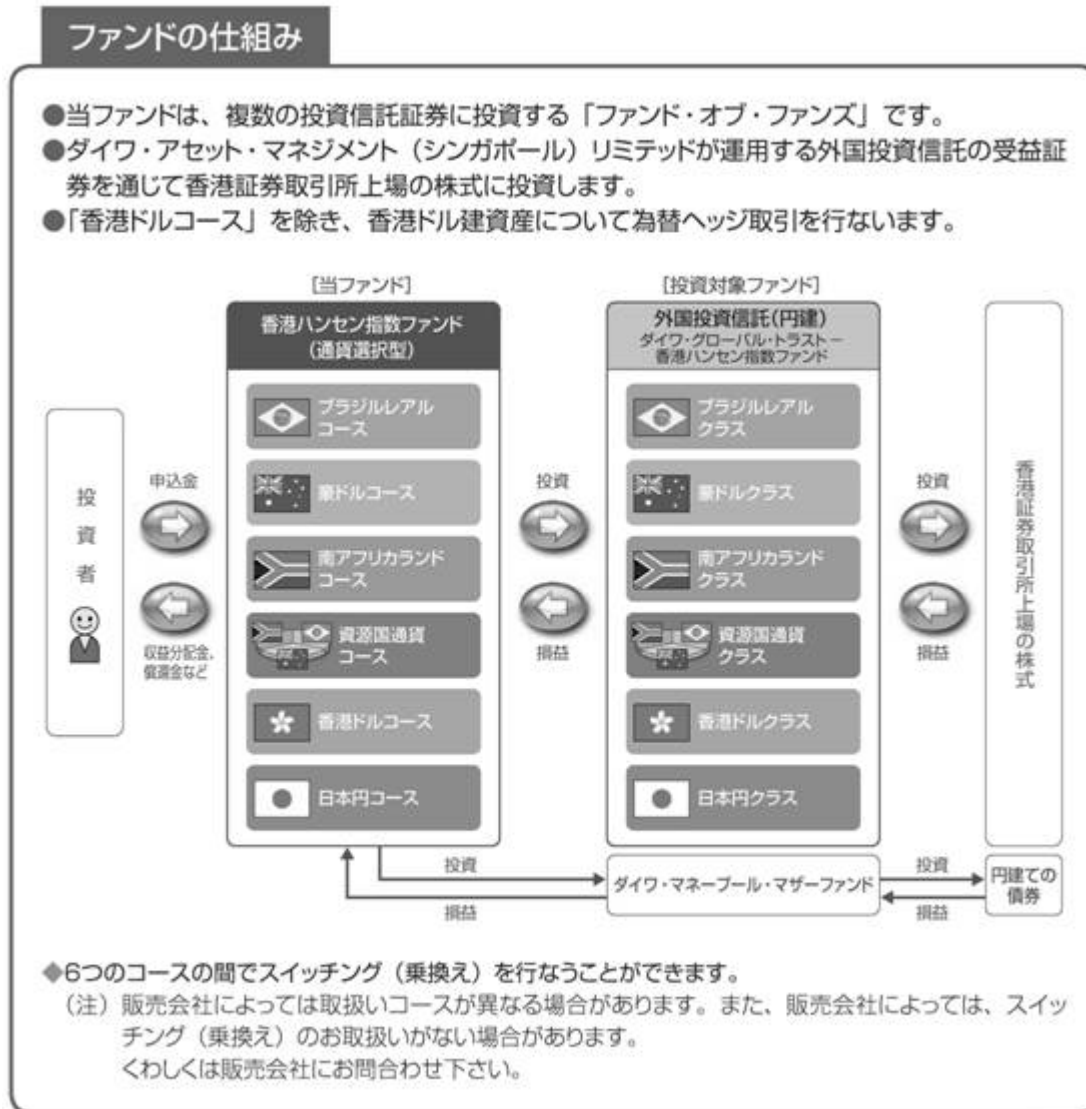 ファンドの仕組み
●当ファンドは、複数の投資信託証券に投資する「ファンド・オブ・ファンズ」です。
●ダイワ・アセット・マネジメント（シンガポール）リミテッドが運用する外国投資信託の受益証
券を通じて香港証券取引所上場の株式に投資します。
●「香港ドルコース」を除き、香港ドル建資産について為替ヘッジ取引を行ないます。
［当ファンド］
［投資対象ファンド］
香港ハンセン指数ファンド
（通貨選択型）
外国投資信託（円建）
ダイワ・グローバル・トラスト－
香港ハンセン指数ファンド
投資者
申込金
収益分配金、
償還金など
ブラジルレアル
コース
豪ドルコース
南アフリカランド
コース
資源国通貨
コース
香港ドルコース
日本円コース
投資
損益
ブラジルレアル
クラス
豪ドルクラス
南アフリカランド
クラス
資源国通貨
クラス
香港ドルクラス
日本円クラス
投資
損益
香港証券取引所上場の株式
投資
損益
ダイワ・マネープール・マザーファンド
投資
損益
円建ての
債券
◆6つのコースの間でスイッチング（乗換え）を行なうことができます。
（注）販売会社によっては取扱いコースが異なる場合があります。また、販売会社によっては、スイッ
チング（乗換え）のお取扱いがない場合があります。
くわしくは販売会社にお問合わせ下さい。